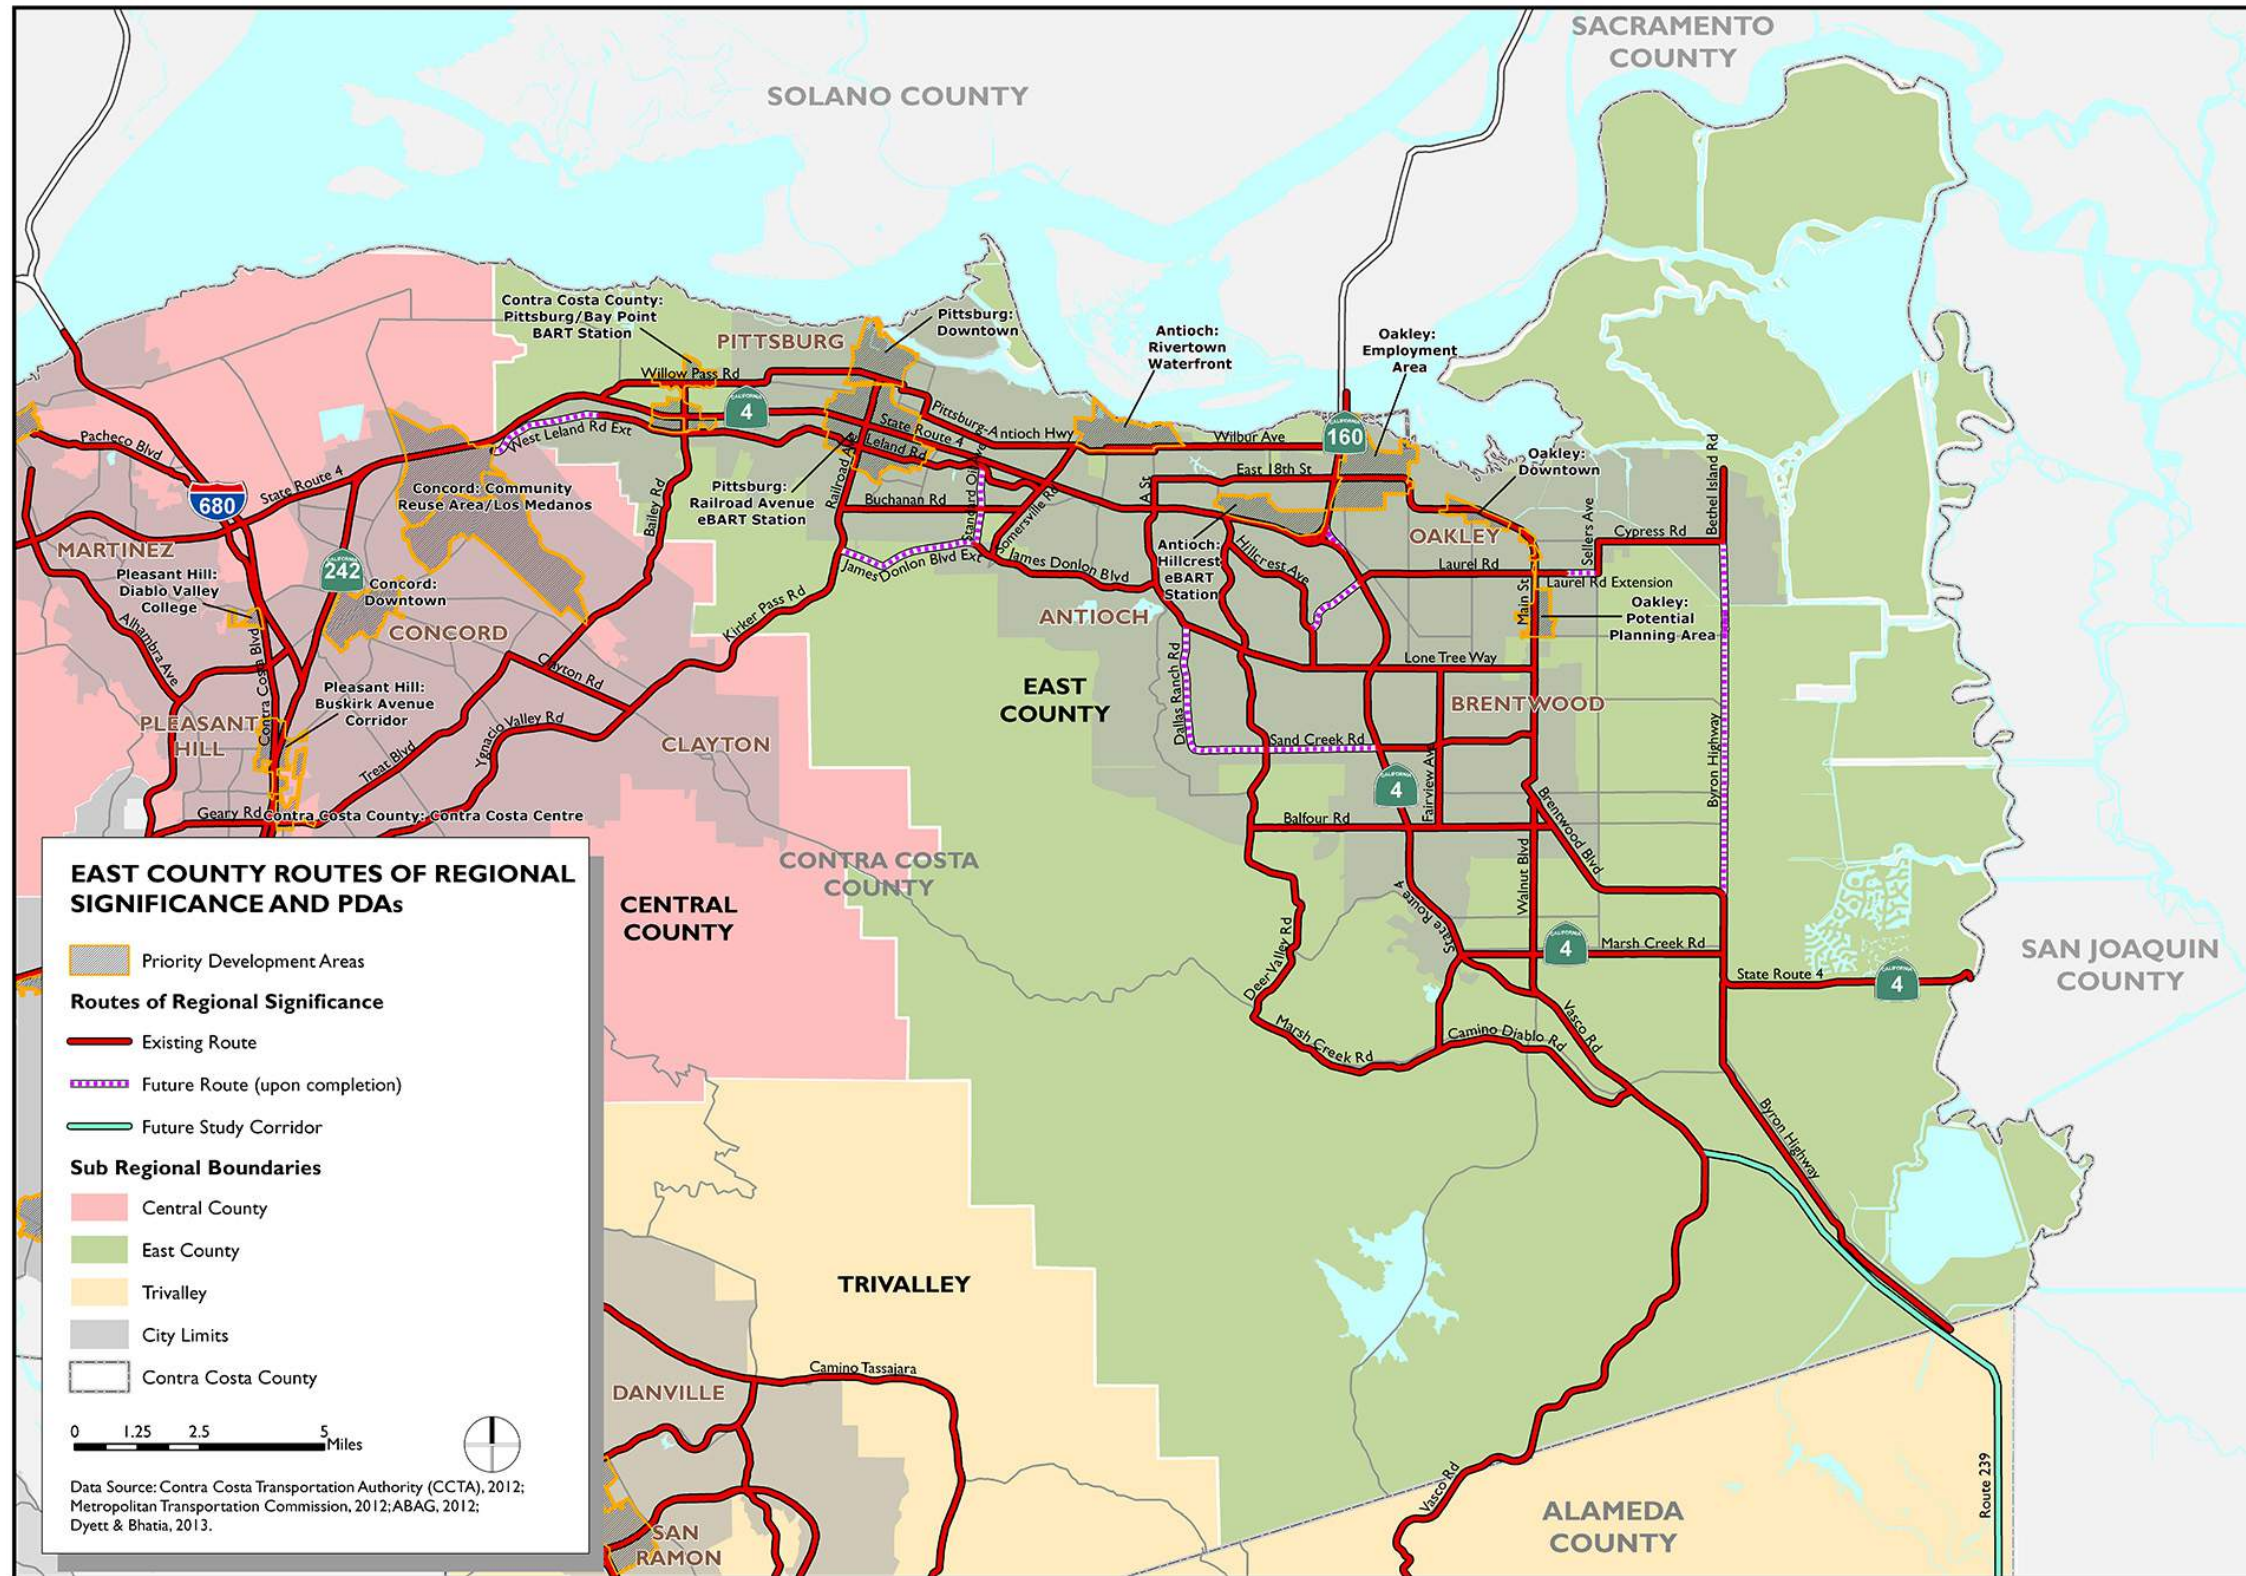 SACRAMENTO
COUNTY
SOLANO COUNTY
Contra Costa County:
Pittsburg/Bay Point
BART Station
PITTSBURG
Pittsburg:
Downtown
Antioch:
Rivertown
Waterfront
Oakley:
Employment
Area
Willow Pass Rd
CALIFORNIA
4
Pittsburg-Antioch Hwy
State Route 4
Leland Rd
West Leland Rd Ext
Wilbur Ave
CALIFORNIA
160
East 18th St
Oakley:
Downtown
Pacheco Blvd
680
State Route 4
Concord: Community
Reuse Area/Los Medanos
Pittsburg:
Railroad Avenue
eBART Station
Railroad Av
Buchanan Rd
Bailey Rd
Somersville Rd
A St
Sellers Ave
Bethel Island Rd
Cypress Rd
MARTINEZ
CALIFORNIA
242
Pleasant Hill:
Diablo Valley
College
Concord:
Downtown
CONCORD
James Donlon Blvd Ext
James Donlon Blvd
Antioch:
Hillcrest
eBART
Station
Hillcrest Ave
OAKLEY
Laurel Rd
Laurel Rd Extension
Main St
Oakley:
Potential
Planning Area
ANTIOCH
Kirker Pass Rd
Alhambra Ave
Contra Costa Blvd
Clayton Rd
Lone Tree Way
Dallas Ranch Rd
EAST
COUNTY
BRENTWOOD
Pleasant Hill:
Buskirk Avenue
Corridor
PLEASANT
HILL
Treat Blvd
Ygnacio Valley Rd
CLAYTON
Sand Creek Rd
CALIFORNIA
4
Fairview Av
Byron Highway
Brentwood Blvd
Balfour Rd
Walnut Blvd
Geary Rd
Contra Costa County: Contra Costa Centre
CONTRA COSTA
COUNTY
CENTRAL
COUNTY
State Route 4
Deer Valley Rd
CALIFORNIA
4
Marsh Creek Rd
State Route 4
CALIFORNIA
4
SAN JOAQUIN
COUNTY
Marsh Creek Rd
Camino Diablo Rd
Vasco Rd
Byron Highway
TRIVALLEY
Camino Tassajara
DANVILLE
SAN
RAMON
Vasco Rd
ALAMEDA
COUNTY
Route 239
EAST COUNTY ROUTES OF REGIONAL
SIGNIFICANCE AND PDAs
Priority Development Areas
Routes of Regional Significance
Existing Route
Future Route (upon completion)
Future Study Corridor
Sub Regional Boundaries
Central County
East County
Trivalley
City Limits
Contra Costa County
0 1.25 2.5 5
Miles
Data Source: Contra Costa Transportation Authority (CCTA), 2012;
Metropolitan Transportation Commission, 2012; ABAG, 2012;
Dyett & Bhatia, 2013.